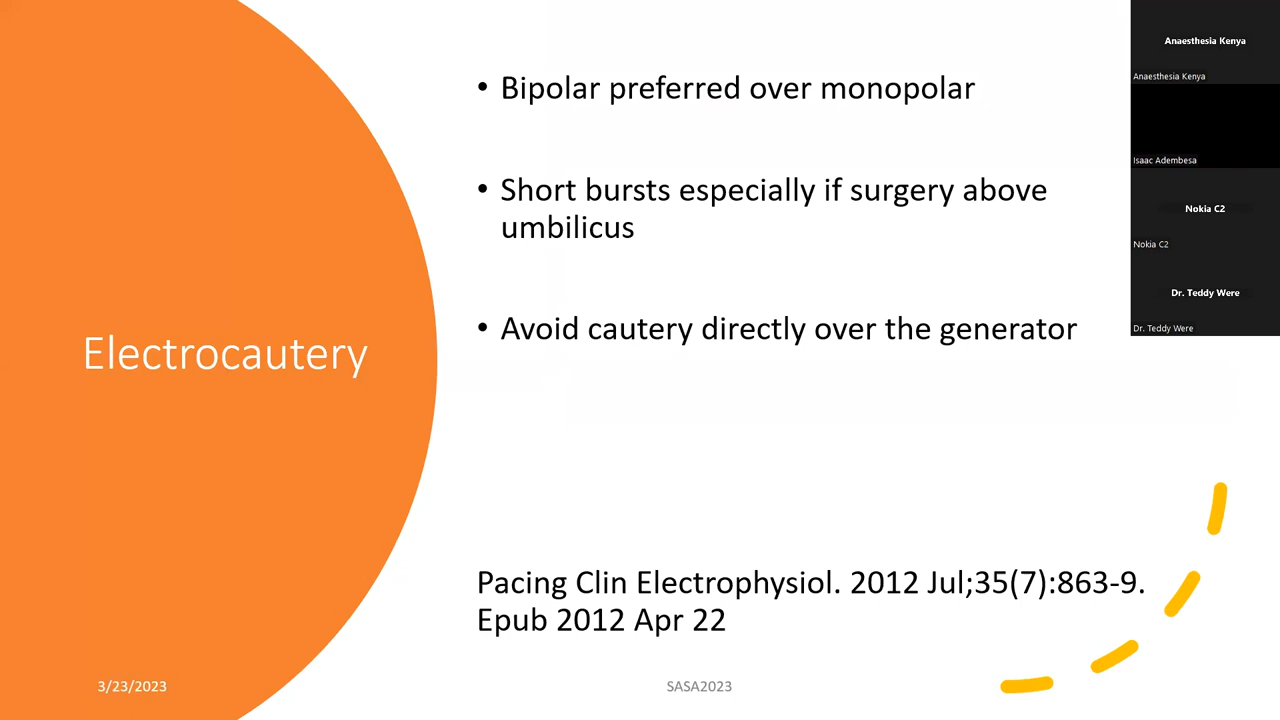 Electrocautery
• Bipolar preferred over monopolar
• Short bursts especially if surgery above
umbilicus
• Avoid cautery directly over the generator
Pacing Clin Electrophysiol. 2012 Jul;35(7):863-9.
Epub 2012 Apr 22
3/23/2023
SASA2023
Anaesthesia Kenya
Anaesthesia Kenya
Isaac Adembesa
Nokia C2
Nokia C2
Dr. Teddy Were
Dr. Teddy Were